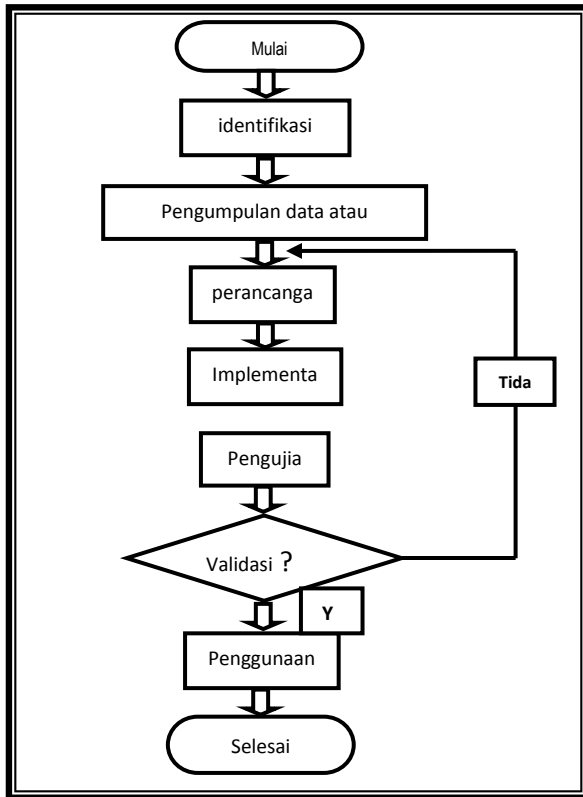 Mulai
identifikasi
Pengumpulan data atau
perancanga
Implementa
Tida
Pengujia
Validasi ?
Y
Penggunaan
Selesai